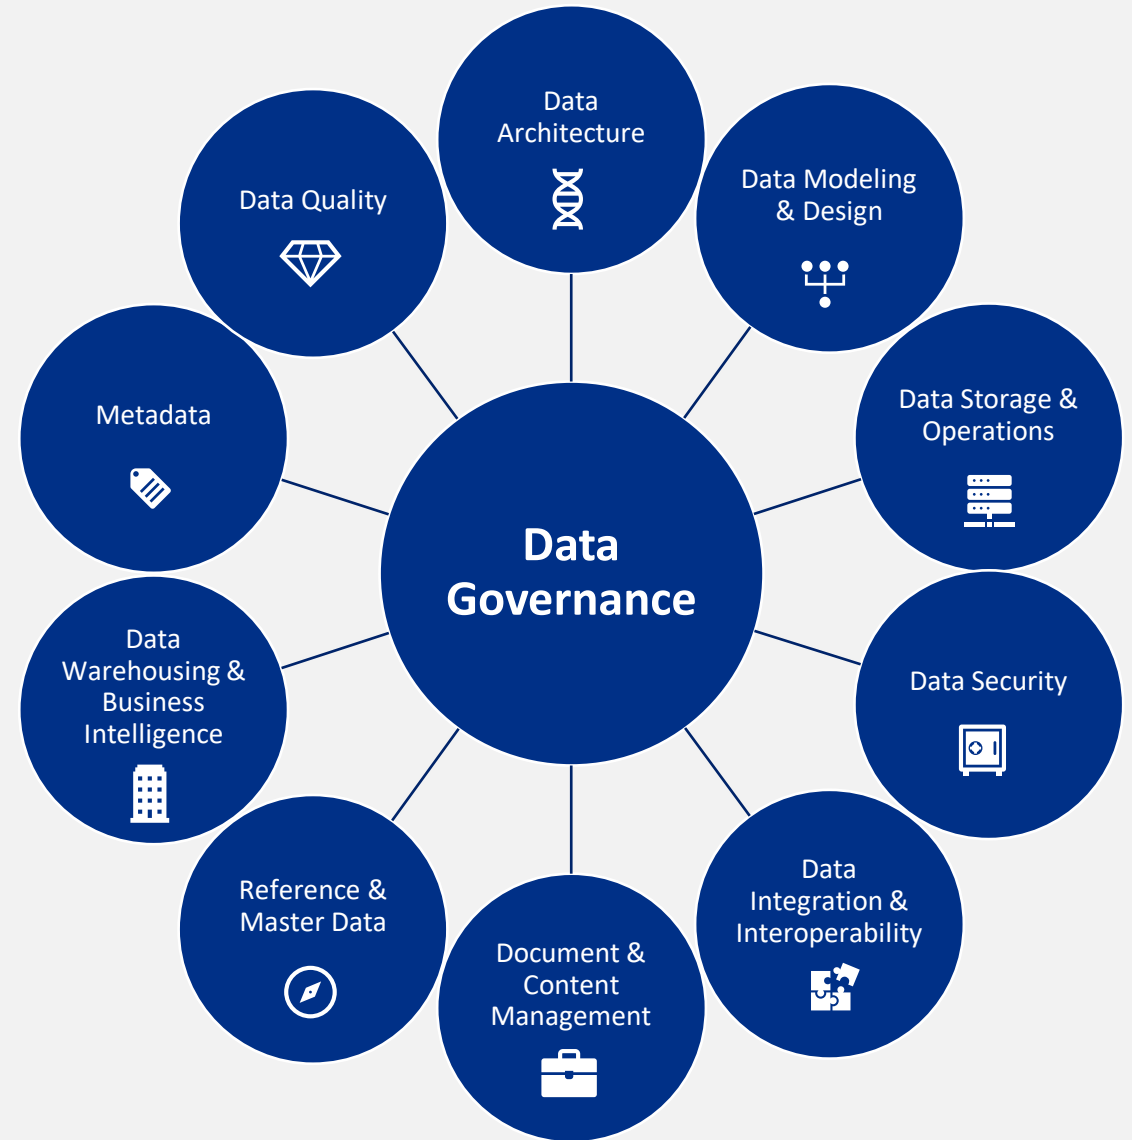 Data
Architecture
Data Modeling
& Design
Data Storage &
Operations
Data Security
Data
Integration &
Interoperability
Document &
Content
Management
Reference &
Master Data
Data
Warehousing &
Business
Intelligence
Metadata
Data Quality
Data
Governance